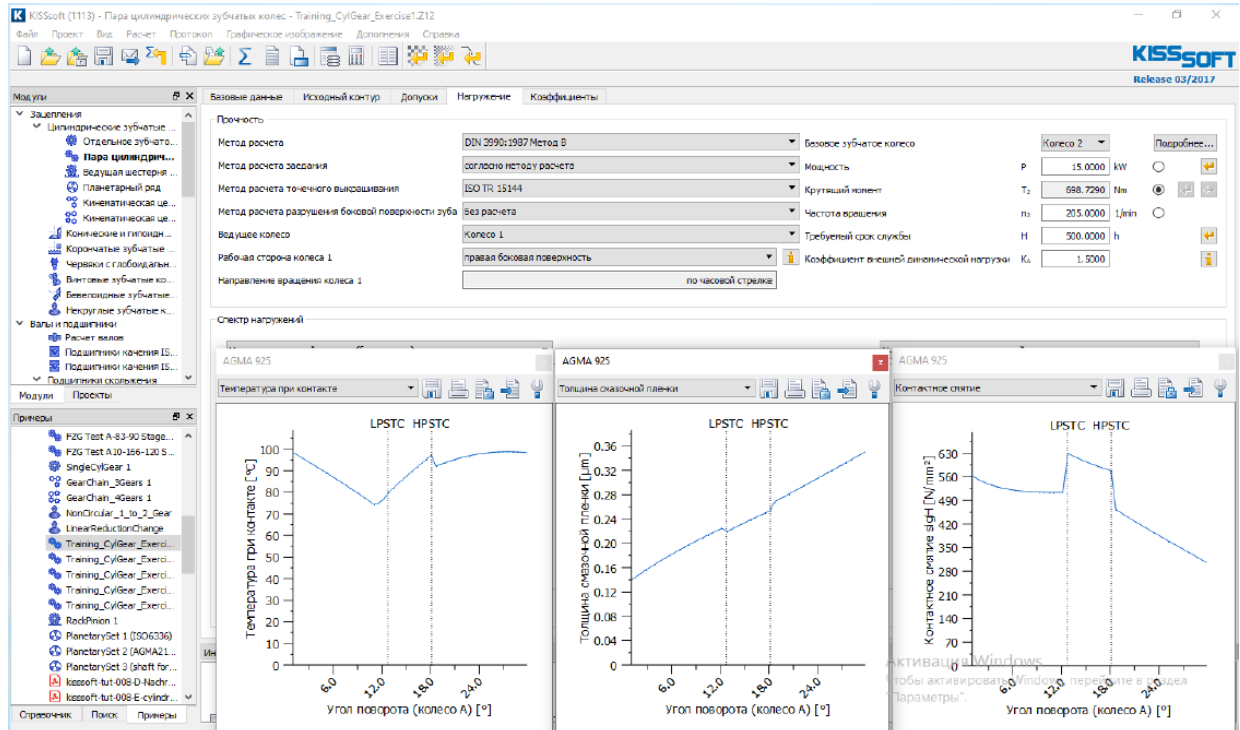 KISSsoft (1113) - Пара цилиндрических зубчатых колес - Training_CylGear_Exercise1.Z12
Файл Проект Вид Расчет Протокол Графическое изображение Дополнения Справка
KISSSOFT
Release 03/2017
Модули
Зацепления
Цилиндрические зубчатые ...
Отдельное зубчато...
Пара цилиндрич...
Ведущая шестерня ...
Планетарный ряд
Кинематическая це...
Кинематическая це...
Конические и гипоидн...
Корончатые зубчатые ...
Червяки с глобоидальн...
Винтовые зубчатые ко...
Бевелоидные зубчатые...
Некруглые зубчатые к...
Валы и подшипники
Расчет валов
Подшипники качения IS...
Подшипники качения IS...
Подшипники скольжения
Модули Проекты
Примеры
FZG Test A-83-90 Stage...
FZG Test A10-166-120 S...
SingleCylGear 1
GearChain_3Gears 1
GearChain_4Gears 1
NonCircular_1_to_2_Gear
LinearReductionChange
Training_CylGear_Exerci...
Training_CylGear_Exerci...
Training_CylGear_Exerci...
Training_CylGear_Exerci...
Training_CylGear_Exerci...
RackPinion 1
PlanetarySet 1 (ISO6336)
PlanetarySet 2 (AGMA21...
PlanetarySet 3 (shaft for...
kisssoft-tut-008-D-Nachr...
kisssoft-tut-008-E-cylindr...
Справочник Поиск Примеры
Базовые данные Исходный контур Допуски Нагружение Коэффициенты
Прочность
Метод расчета DIN 3990:1987 Метод B
Метод расчета заедания согласно методу расчета
Метод расчета точечного выкрашивания ISO TR 15144
Метод расчета разрушения боковой поверхности зуба Без расчета
Ведущее колесо Колесо 1
Рабочая сторона колеса 1 правая боковая поверхность
Направление вращения колеса 1 по часовой стрелке
Базовое зубчатое колесо Колесо 2 Подробнее...
Мощность P 15.0000 kW
Крутящий момент T₂ 698.7290 Nm
Частота вращения n₂ 205.0000 1/min
Требуемый срок службы H 500.0000 h
Коэффициент внешней динамической нагрузки KA 1.5000
Спектр нагружений
AGMA 925
Температура при контакте
LPSTC HPSTC
Температура при контакте [°C]
100
90
80
70
60
50
40
30
20
10
0
6.0 12.0 18.0 24.0
Угол поворота (колесо A) [°]
AGMA 925
Толщина смазочной пленки
LPSTC HPSTC
Толщина смазочной пленки [µm]
0.36
0.32
0.28
0.24
0.20
0.16
0.12
0.08
0.04
0
6.0 12.0 18.0 24.0
Угол поворота (колесо A) [°]
AGMA 925
Контактное смятие
LPSTC HPSTC
Контактное смятие sigH [N/mm²]
630
560
490
420
350
280
210
140
70
0
6.0 12.0 18.0 24.0
Угол поворота (колесо A) [°]
Активация Windows
Чтобы активировать Windows, перейдите в раздел
"Параметры".